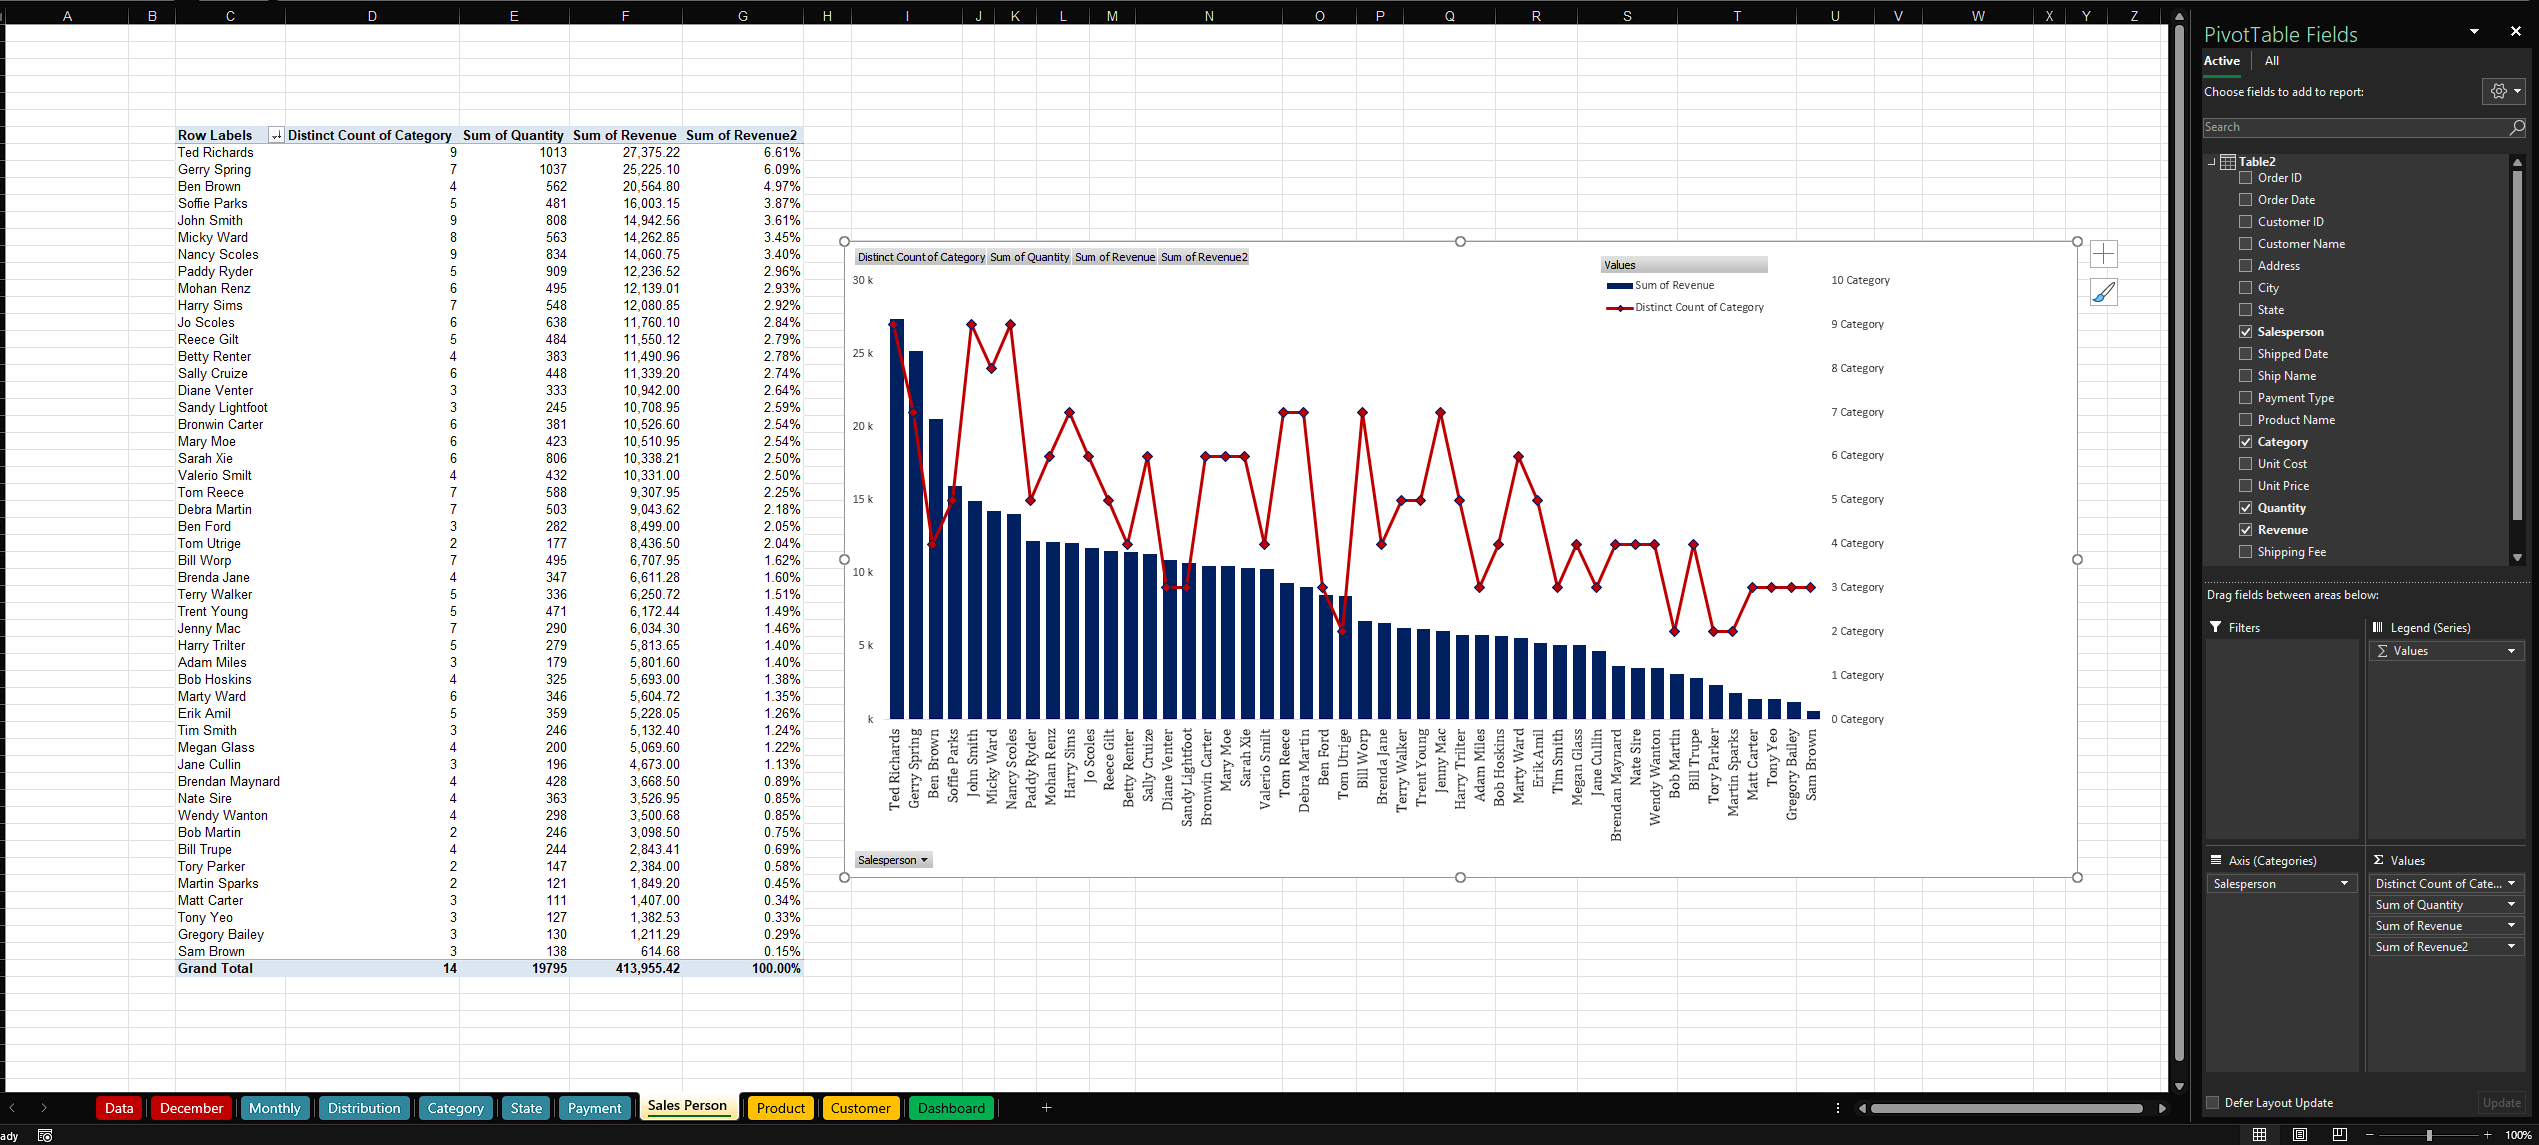 A B C D E F G H I J K L M N O P Q R S T U V W X Y Z
Row Labels Distinct Count of Category Sum of Quantity Sum of Revenue Sum of Revenue2
Ted Richards 9 1013 27,375.22 6.61%
Gerry Spring 7 1037 25,225.10 6.09%
Ben Brown 4 562 20,564.80 4.97%
Soffie Parks 5 481 16,003.15 3.87%
John Smith 9 808 14,942.56 3.61%
Micky Ward 8 563 14,262.85 3.45%
Nancy Scoles 9 834 14,060.75 3.40%
Paddy Ryder 5 909 12,236.52 2.96%
Mohan Renz 6 495 12,139.01 2.93%
Harry Sims 7 548 12,080.85 2.92%
Jo Scoles 6 638 11,760.10 2.84%
Reece Gilt 5 484 11,550.12 2.79%
Betty Renter 4 383 11,490.96 2.78%
Sally Cruize 6 448 11,339.20 2.74%
Diane Venter 3 333 10,942.00 2.64%
Sandy Lightfoot 3 245 10,708.95 2.59%
Bronwin Carter 6 381 10,526.60 2.54%
Mary Moe 6 423 10,510.95 2.54%
Sarah Xie 6 806 10,338.21 2.50%
Valerio Smilt 4 432 10,331.00 2.50%
Tom Reece 7 588 9,307.95 2.25%
Debra Martin 7 503 9,043.62 2.18%
Ben Ford 3 282 8,499.00 2.05%
Tom Utrige 2 177 8,436.50 2.04%
Bill Worp 7 495 6,707.95 1.62%
Brenda Jane 4 347 6,611.28 1.60%
Terry Walker 5 336 6,250.72 1.51%
Trent Young 5 471 6,172.44 1.49%
Jenny Mac 7 290 6,034.30 1.46%
Harry Trilter 5 279 5,813.65 1.40%
Adam Miles 3 179 5,801.60 1.40%
Bob Hoskins 4 325 5,693.00 1.38%
Marty Ward 6 346 5,604.72 1.35%
Erik Amil 5 359 5,228.05 1.26%
Tim Smith 3 246 5,132.40 1.24%
Megan Glass 4 200 5,069.60 1.22%
Jane Cullin 3 196 4,673.00 1.13%
Brendan Maynard 4 428 3,668.50 0.89%
Nate Sire 4 363 3,526.95 0.85%
Wendy Wanton 4 298 3,500.68 0.85%
Bob Martin 2 246 3,098.50 0.75%
Bill Trupe 4 244 2,843.41 0.69%
Tory Parker 2 147 2,384.00 0.58%
Martin Sparks 2 121 1,849.20 0.45%
Matt Carter 3 111 1,407.00 0.34%
Tony Yeo 3 127 1,382.53 0.33%
Gregory Bailey 3 130 1,211.29 0.29%
Sam Brown 3 138 614.68 0.15%
Grand Total 14 19795 413,955.42 100.00%
Distinct Count of Category Sum of Quantity Sum of Revenue Sum of Revenue2
Values
Sum of Revenue
Distinct Count of Category
30 k
25 k
20 k
15 k
10 k
5 k
k
10 Category
9 Category
8 Category
7 Category
6 Category
5 Category
4 Category
3 Category
2 Category
1 Category
0 Category
Ted Richards
Gerry Spring
Ben Brown
Soffie Parks
John Smith
Micky Ward
Nancy Scoles
Paddy Ryder
Mohan Renz
Harry Sims
Jo Scoles
Reece Gilt
Betty Renter
Sally Cruize
Diane Venter
Sandy Lightfoot
Bronwin Carter
Mary Moe
Sarah Xie
Valerio Smilt
Tom Reece
Debra Martin
Ben Ford
Tom Utrige
Bill Worp
Brenda Jane
Terry Walker
Trent Young
Jenny Mac
Harry Trilter
Adam Miles
Bob Hoskins
Marty Ward
Erik Amil
Tim Smith
Megan Glass
Jane Cullin
Brendan Maynard
Nate Sire
Wendy Wanton
Bob Martin
Bill Trupe
Tory Parker
Martin Sparks
Matt Carter
Tony Yeo
Gregory Bailey
Sam Brown
Salesperson
PivotTable Fields
Active All
Choose fields to add to report:
Search
Table2
Order ID
Order Date
Customer ID
Customer Name
Address
City
State
Salesperson
Shipped Date
Ship Name
Payment Type
Product Name
Category
Unit Cost
Unit Price
Quantity
Revenue
Shipping Fee
Drag fields between areas below:
Filters
Legend (Series)
Values
Axis (Categories)
Salesperson
Values
Distinct Count of Cate...
Sum of Quantity
Sum of Revenue
Sum of Revenue2
Defer Layout Update Update
Data December Monthly Distribution Category State Payment Sales Person Product Customer Dashboard
ady
100%